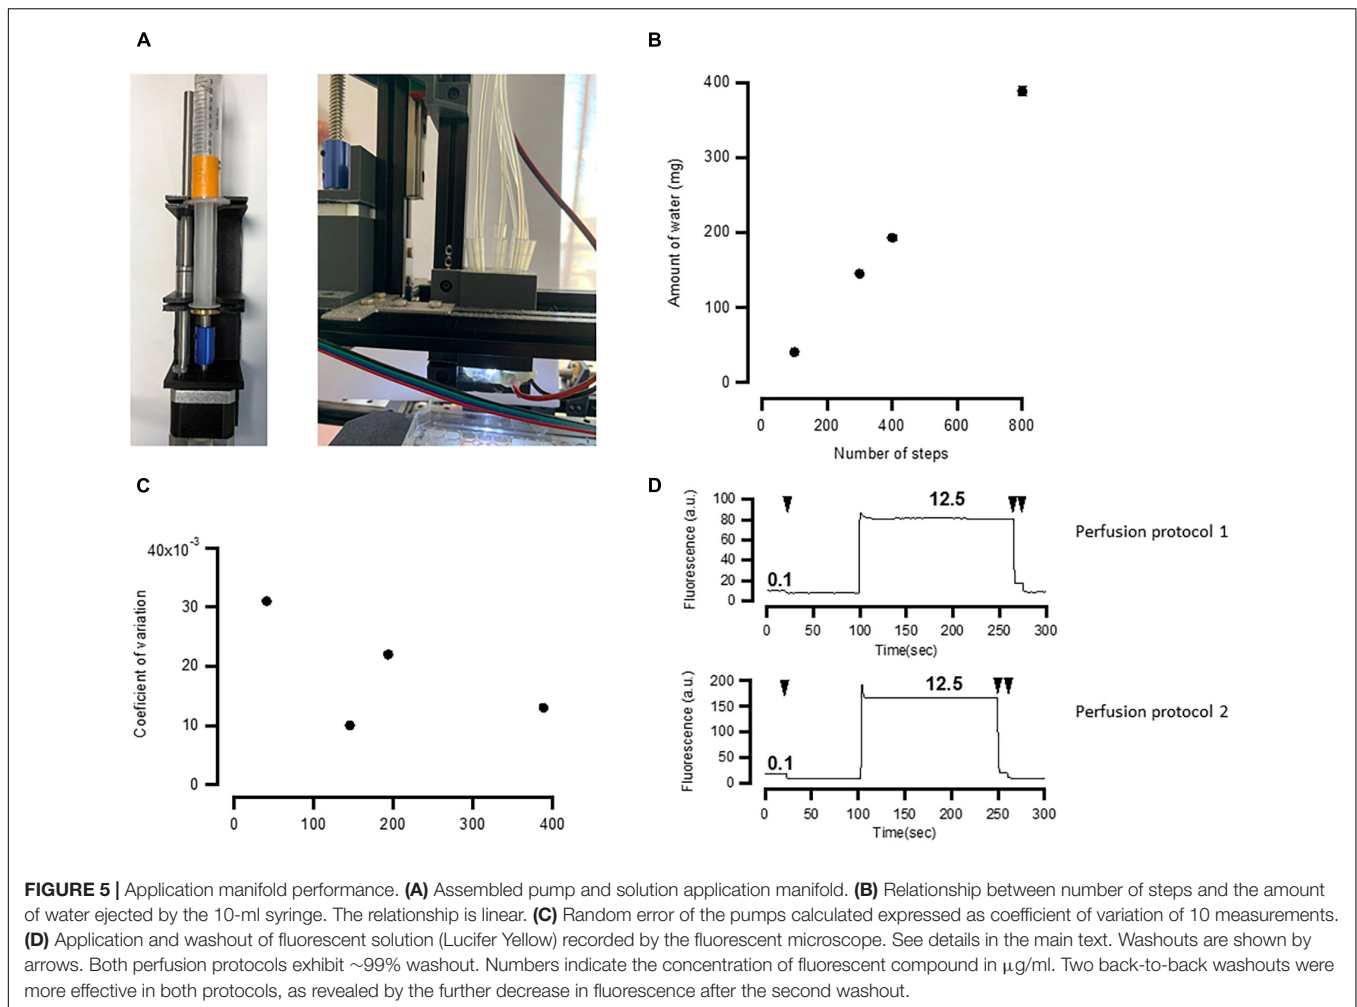 A
B
400
300
200
100
0
Amount of water (mg)
0 200 400 600 800
Number of steps
C
40x10-3
30
20
10
0
Coeficient of variation
0 100 200 300 400
D
Fluorescence (a.u.)
100
80
60
40
20
0
12.5
0.1
Perfusion protocol 1
0 50 100 150 200 250 300
Time(sec)
Fluorescence (a.u.)
200
150
100
50
0
12.5
0.1
Perfusion protocol 2
0 50 100 150 200 250 300
Time(sec)
FIGURE 5 | Application manifold performance. (A) Assembled pump and solution application manifold. (B) Relationship between number of steps and the amount
of water ejected by the 10-ml syringe. The relationship is linear. (C) Random error of the pumps calculated expressed as coefficient of variation of 10 measurements.
(D) Application and washout of fluorescent solution (Lucifer Yellow) recorded by the fluorescent microscope. See details in the main text. Washouts are shown by
arrows. Both perfusion protocols exhibit ∼99% washout. Numbers indicate the concentration of fluorescent compound in μg/ml. Two back-to-back washouts were
more effective in both protocols, as revealed by the further decrease in fluorescence after the second washout.